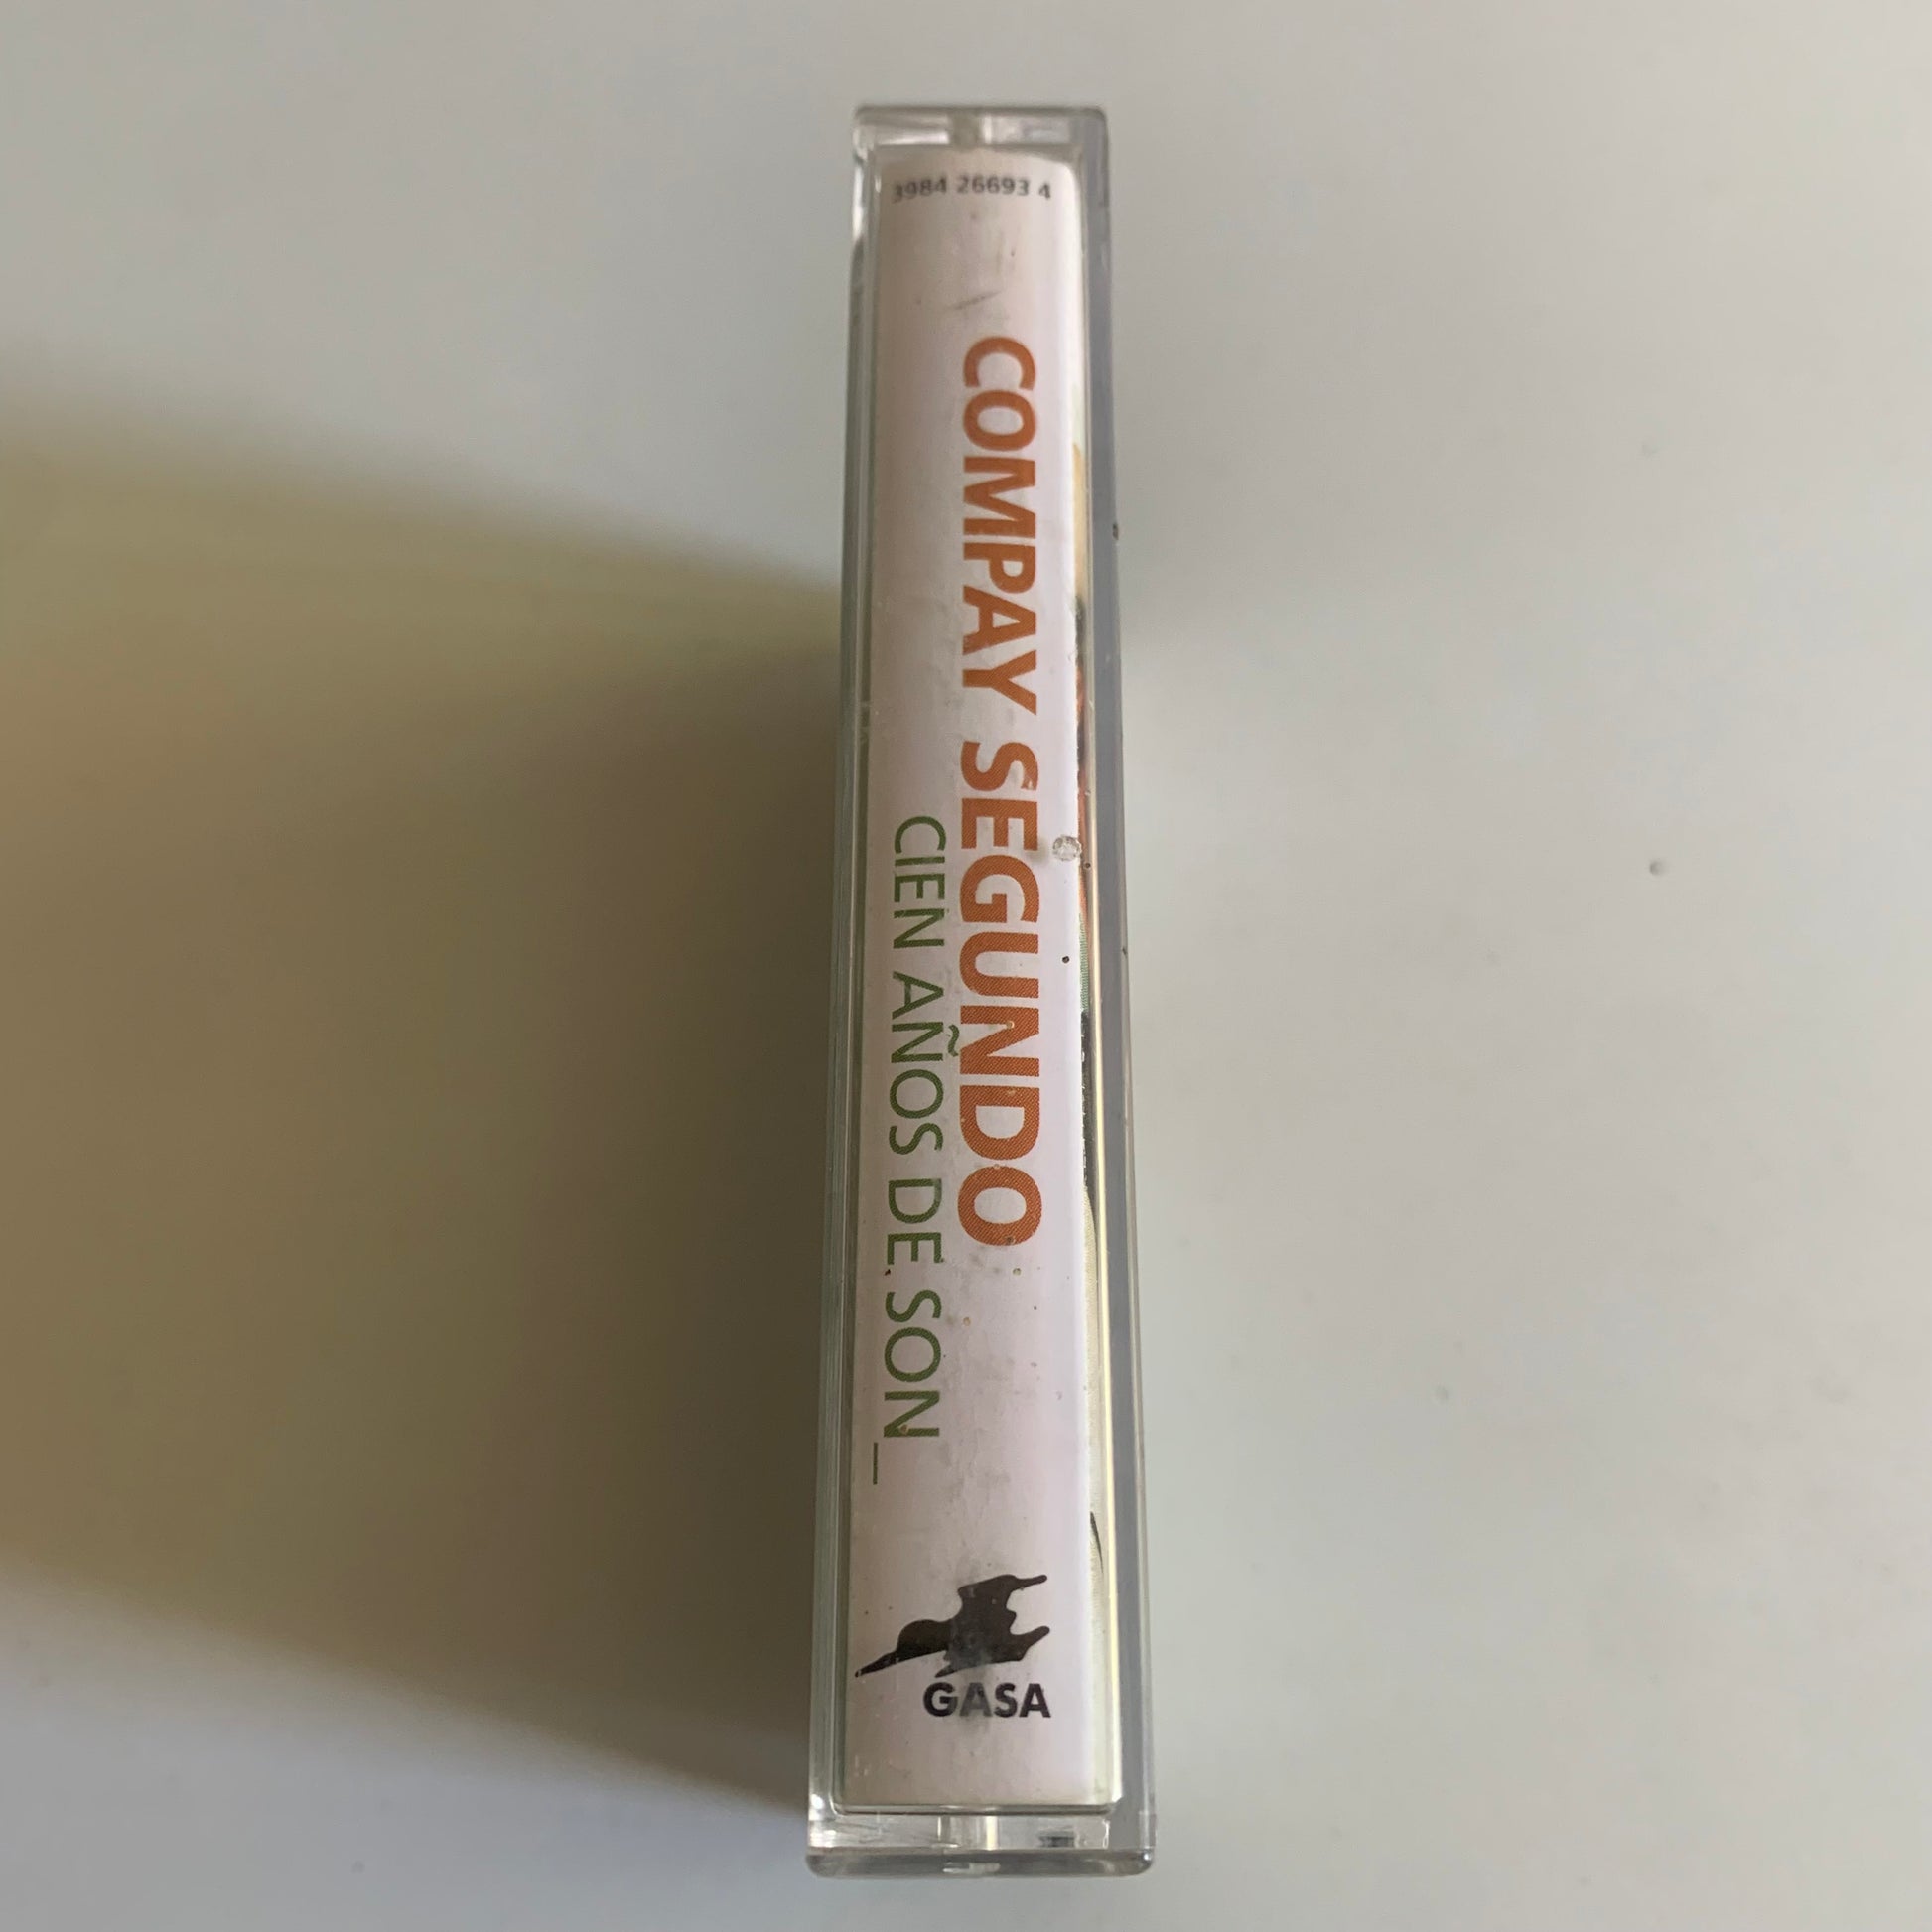 3984 26693 4
COMPAY SEGUNDO
CIEN AÑOS DE SON_
GASA